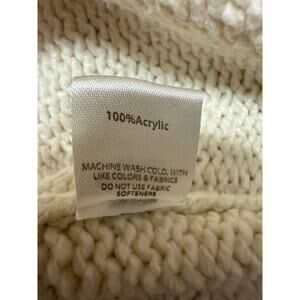 100%Acrylic
MACHINE WASH COLD, WITH
LIKE COLORS & FABRICS
DO NOT USE FABRIC
SOFTENERS